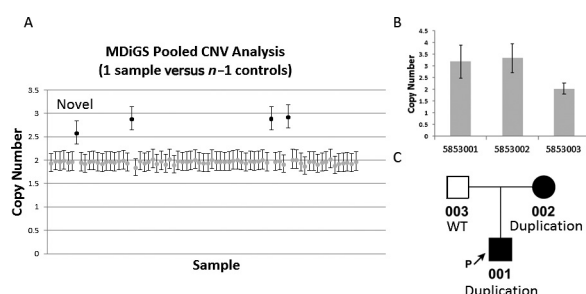 A
MDiGS Pooled CNV Analysis
(1 sample versus n–1 controls)
Copy Number
3.5
3
2.5
2
1.5
1
0.5
0
Novel
Sample
B
Copy Number
4.5
4
3.5
3
2.5
2
1.5
1
0.5
0
5853001
5853002
5853003
C
003
WT
002
Duplication
P
001
Duplication